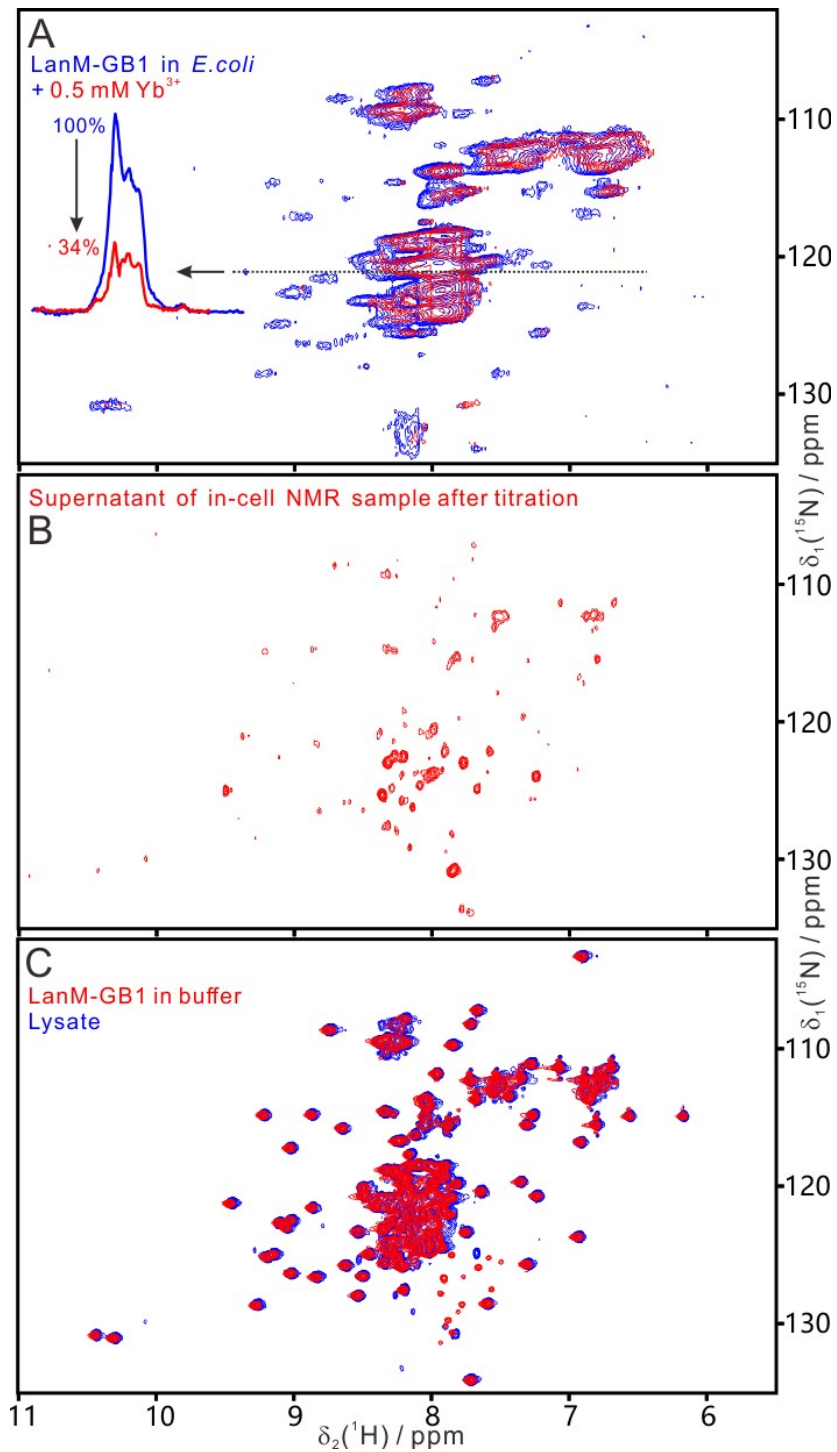 A
LanM-GB1 in E.coli
+ 0.5 mM Yb³⁺
100%
34%
110
120
130
δ₁(¹⁵N) / ppm
Supernatant of in-cell NMR sample after titration
B
110
120
130
δ₁(¹⁵N) / ppm
C
LanM-GB1 in buffer
Lysate
110
120
130
11 10 9 8 7 6
δ₂(¹H) / ppm